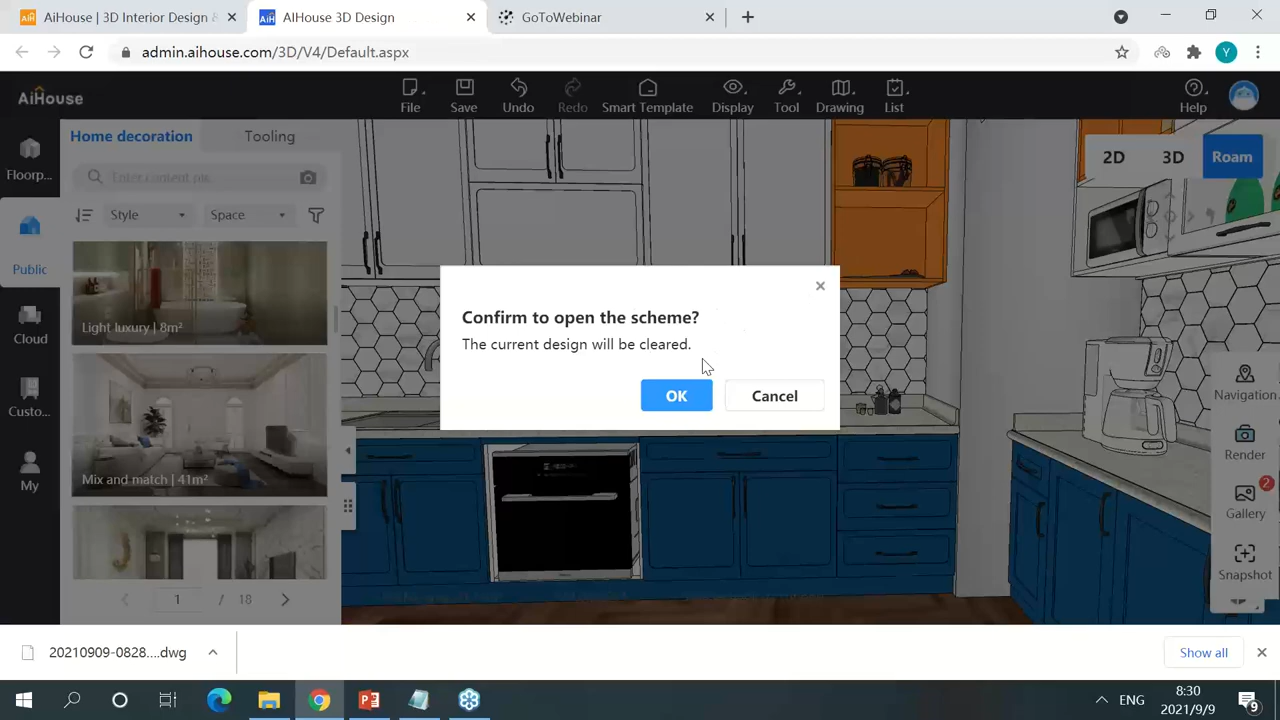 AiHouse | 3D Interior Design &
AIHouse 3D Design
GoToWebinar
admin.aihouse.com/3D/V4/Default.aspx
Y
AiHouse
File
Save
Undo
Redo
Smart Template
Display
Tool
Drawing
List
Help
Home decoration
Tooling
2D
3D
Roam
Floorp...
Style
Space
Public
Light luxury | 8m²
Cloud
Custo...
My
Mix and match | 41m²
1 / 18
Confirm to open the scheme?
The current design will be cleared.
OK
Cancel
Navigation
Render
2
Gallery
Snapshot
20210909-0828....dwg
Show all
ENG
8:30
2021/9/9
9